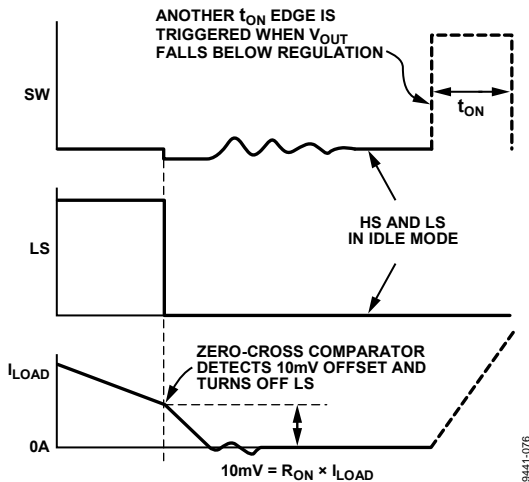 ANOTHER tON EDGE IS
TRIGGERED WHEN VOUT
FALLS BELOW REGULATION
SW
tON
HS AND LS
IN IDLE MODE
LS
ZERO-CROSS COMPARATOR
DETECTS 10mV OFFSET AND
TURNS OFF LS
ILOAD
0A
10mV = RON × ILOAD
9441-076